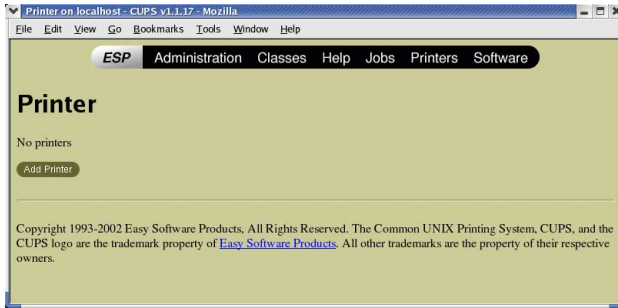 Printer on localhost - CUPS v1.1.17 - Mozilla
File Edit View Go Bookmarks Tools Window Help
ESP Administration Classes Help Jobs Printers Software
Printer
No printers
Add Printer
Copyright 1993-2002 Easy Software Products, All Rights Reserved. The Common UNIX Printing System, CUPS, and the
CUPS logo are the trademark property of Easy Software Products. All other trademarks are the property of their respective
owners.